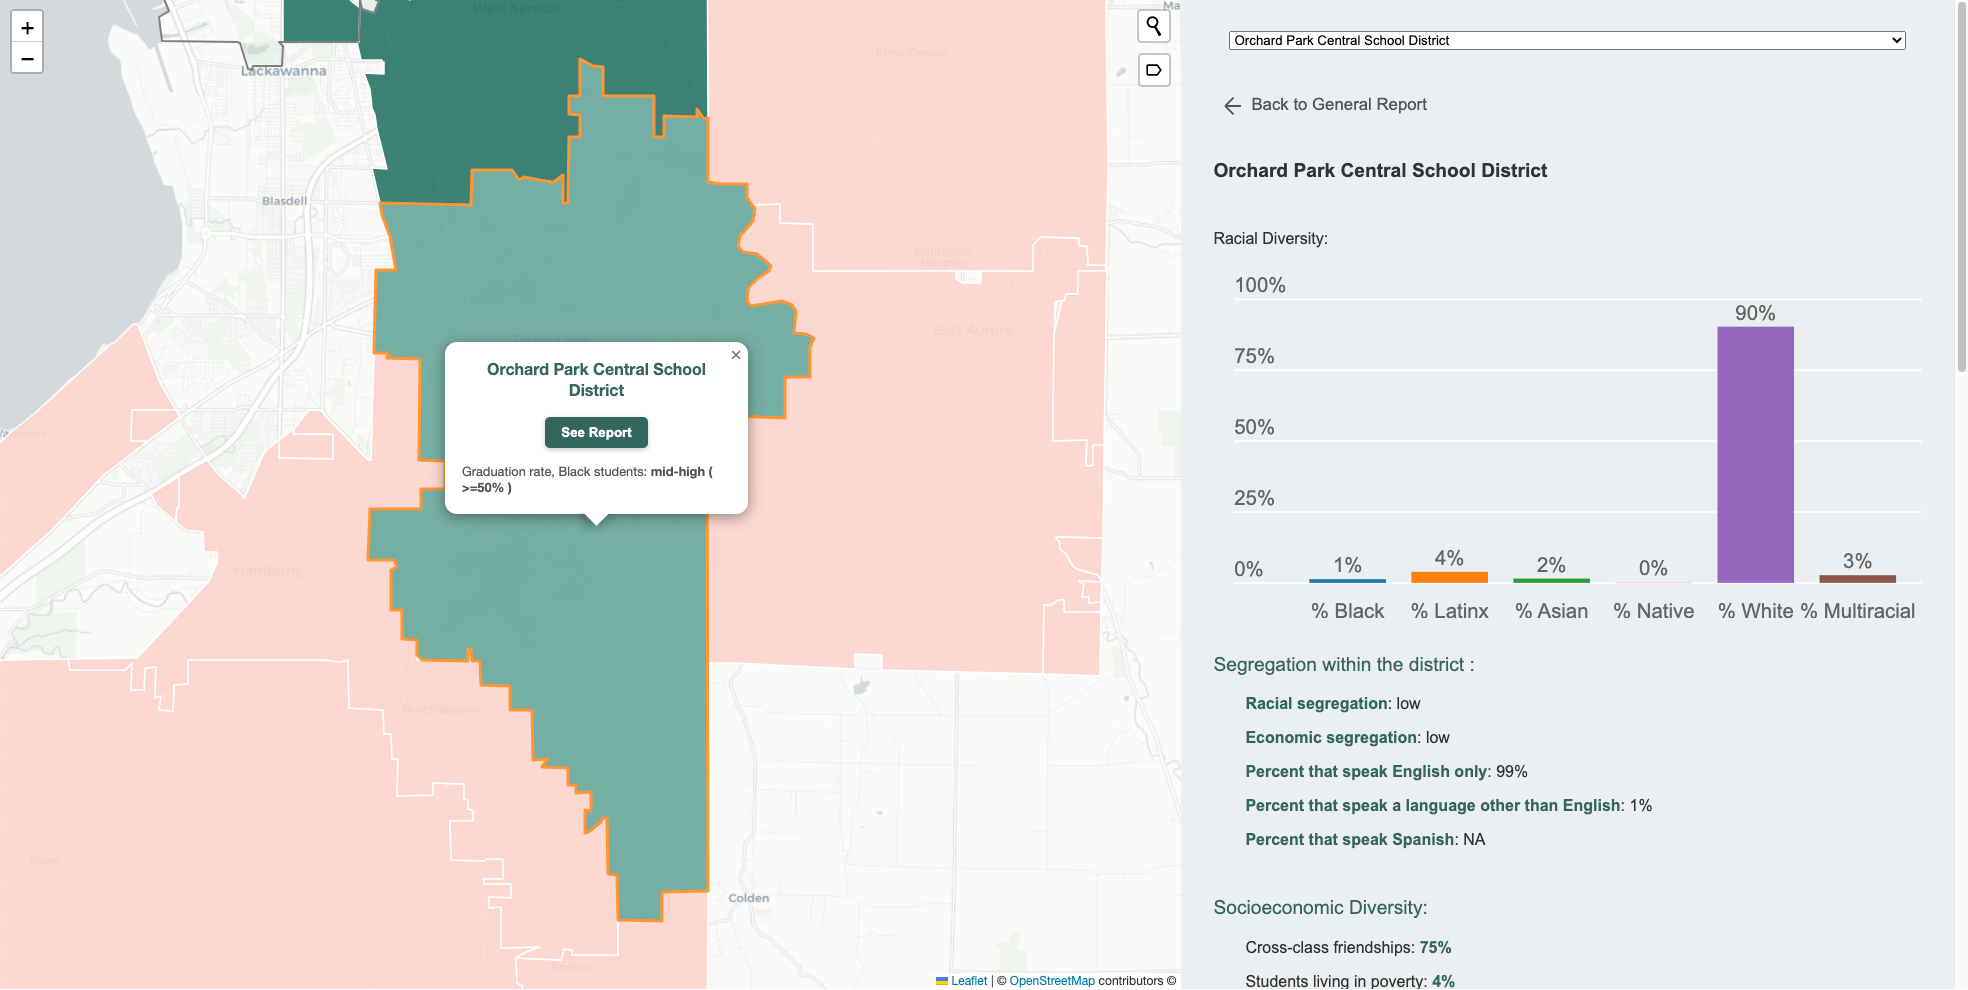 +
−
West Seneca
Lackawanna
Elma Center
Ma
Blasdell
Billington
Heights
East Aurora
Orchard Park
Orchard Park Central School
District
×
See Report
Graduation rate, Black students: mid-high (
>=50% )
Hamburg
North Boston
Eden
Colden
Boston
Leaflet | © OpenStreetMap contributors ©
Orchard Park Central School District
Back to General Report
Orchard Park Central School District
Racial Diversity:
100%
90%
75%
50%
25%
0%
1%
4%
2%
0%
3%
% Black
% Latinx
% Asian
% Native
% White
% Multiracial
Segregation within the district :
Racial segregation: low
Economic segregation: low
Percent that speak English only: 99%
Percent that speak a language other than English: 1%
Percent that speak Spanish: NA
Socioeconomic Diversity:
Cross-class friendships: 75%
Students living in poverty: 4%